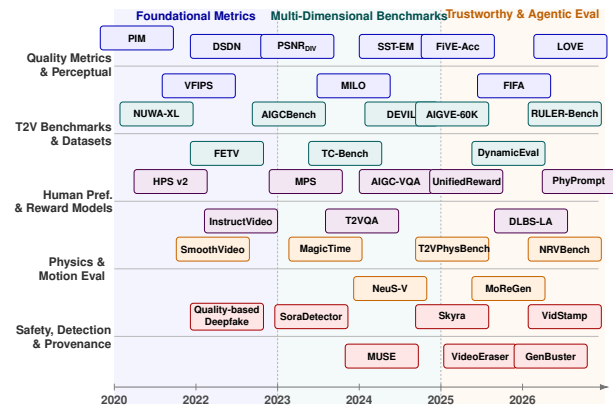 Foundational Metrics
Multi-Dimensional Benchmarks
Trustworthy & Agentic Eval
Quality Metrics
& Perceptual
PIM
DSDN
PSNR_DIV
SST-EM
FiVE-Acc
LOVE
VFIPS
MILO
FIFA
T2V Benchmarks
& Datasets
NUWA-XL
AIGCBench
DEVIL
AIGVE-60K
RULER-Bench
FETV
TC-Bench
DynamicEval
Human Pref.
& Reward Models
HPS v2
MPS
AIGC-VQA
UnifiedReward
PhyPrompt
InstructVideo
T2VQA
DLBS-LA
Physics &
Motion Eval
SmoothVideo
MagicTime
T2VPhysBench
NRVBench
NeuS-V
MoReGen
Safety, Detection
& Provenance
Quality-based
Deepfake
SoraDetector
Skyra
VidStamp
MUSE
VideoEraser
GenBuster
2020
2022
2023
2024
2025
2026